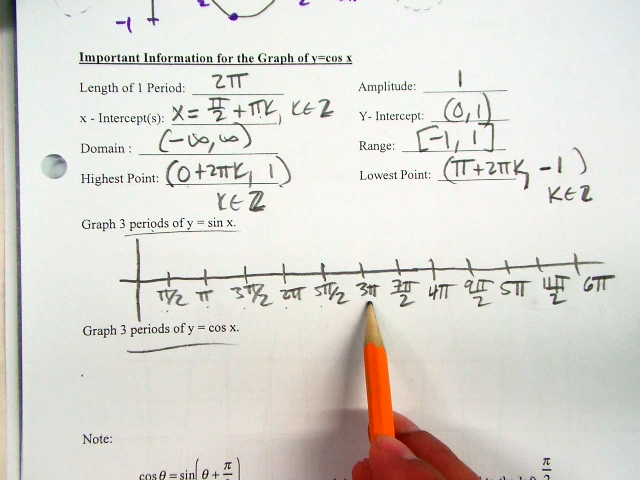 -1
Important Information for the Graph of y=cos x
Length of 1 Period: 2π Amplitude: 1
x - Intercept(s): x = π/2 + πk, k∈ℤ Y- Intercept: (0,1)
Domain : (-∞, ∞) Range: [-1, 1]
Highest Point: (0+2πk, 1) Lowest Point: (π+2πk, -1)
k∈ℤ k∈ℤ
Graph 3 periods of y = sin x.
π/2 π 3π/2 2π 5π/2 3π 7π/2 4π 9π/2 5π 11π/2 6π
Graph 3 periods of y = cos x.
Note:
cos θ = sin(θ + π/